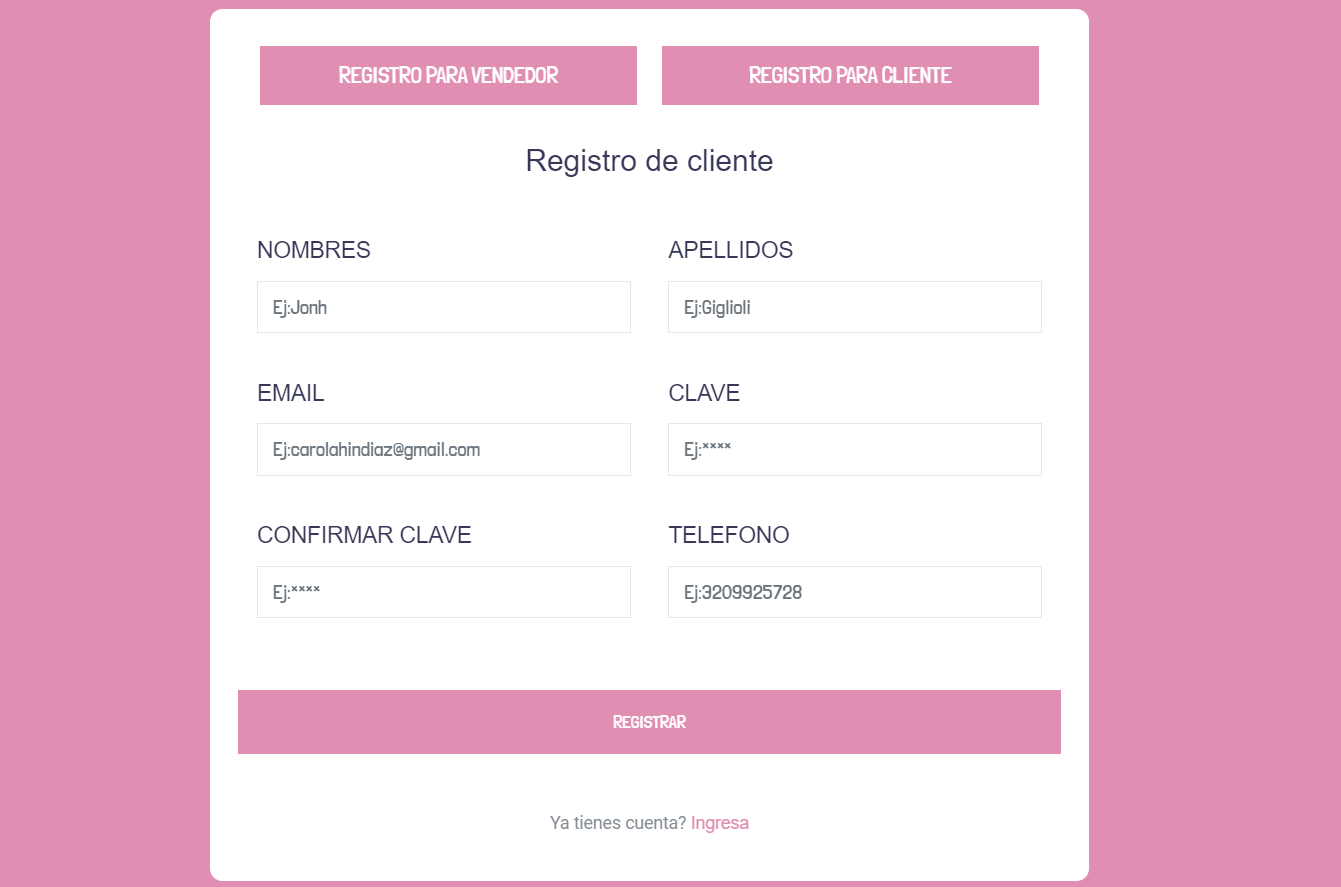 REGISTRO PARA VENDEDOR
REGISTRO PARA CLIENTE
Registro de cliente
NOMBRES
APELLIDOS
Ej:Jonh
Ej:Giglioli
EMAIL
CLAVE
Ej:carolahindiaz@gmail.com
Ej:****
CONFIRMAR CLAVE
TELEFONO
Ej:****
Ej:3209925728
REGISTRAR
Ya tienes cuenta? Ingresa